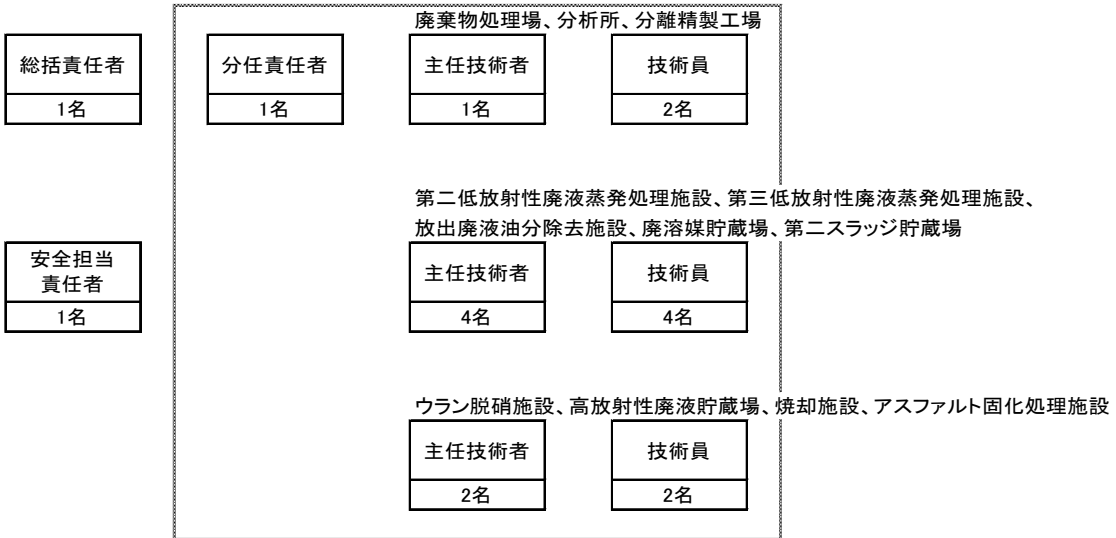 廃棄物処理場、分析所、分離精製工場
総括責任者
1名
分任責任者
1名
主任技術者
1名
技術員
2名
第二低放射性廃液蒸発処理施設、第三低放射性廃液蒸発処理施設、
放出廃液油分除去施設、廃溶媒貯蔵場、第二スラッジ貯蔵場
安全担当
責任者
1名
主任技術者
4名
技術員
4名
ウラン脱硝施設、高放射性廃液貯蔵場、焼却施設、アスファルト固化処理施設
主任技術者
2名
技術員
2名